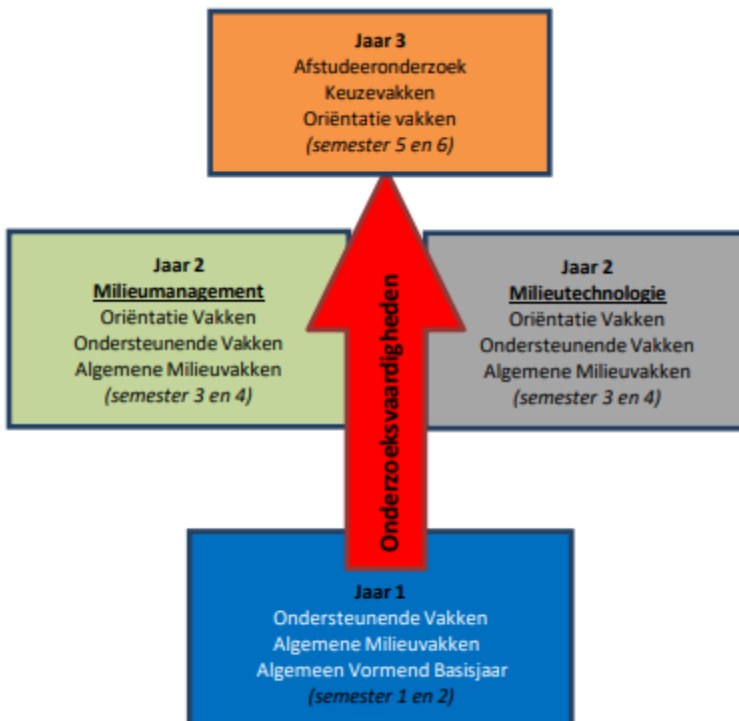 Jaar 3
Afstudeeronderzoek
Keuzevakken
Oriëntatie vakken
(semester 5 en 6)
Jaar 2
Milieumanagement
Oriëntatie Vakken
Ondersteunende Vakken
Algemene Milieuvakken
(semester 3 en 4)
Onderzoeksvaardigheden
Jaar 2
Milieutechnologie
Oriëntatie Vakken
Ondersteunende Vakken
Algemene Milieuvakken
(semester 3 en 4)
Jaar 1
Ondersteunende Vakken
Algemene Milieuvakken
Algemeen Vormend Basisjaar
(semester 1 en 2)